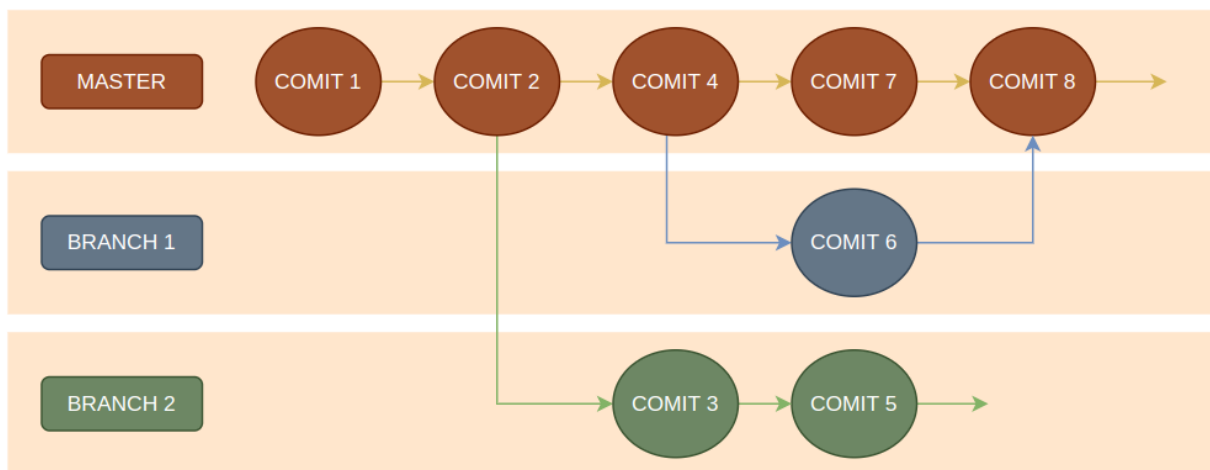 MASTER
COMIT 1
COMIT 2
COMIT 4
COMIT 7
COMIT 8
BRANCH 1
COMIT 6
BRANCH 2
COMIT 3
COMIT 5